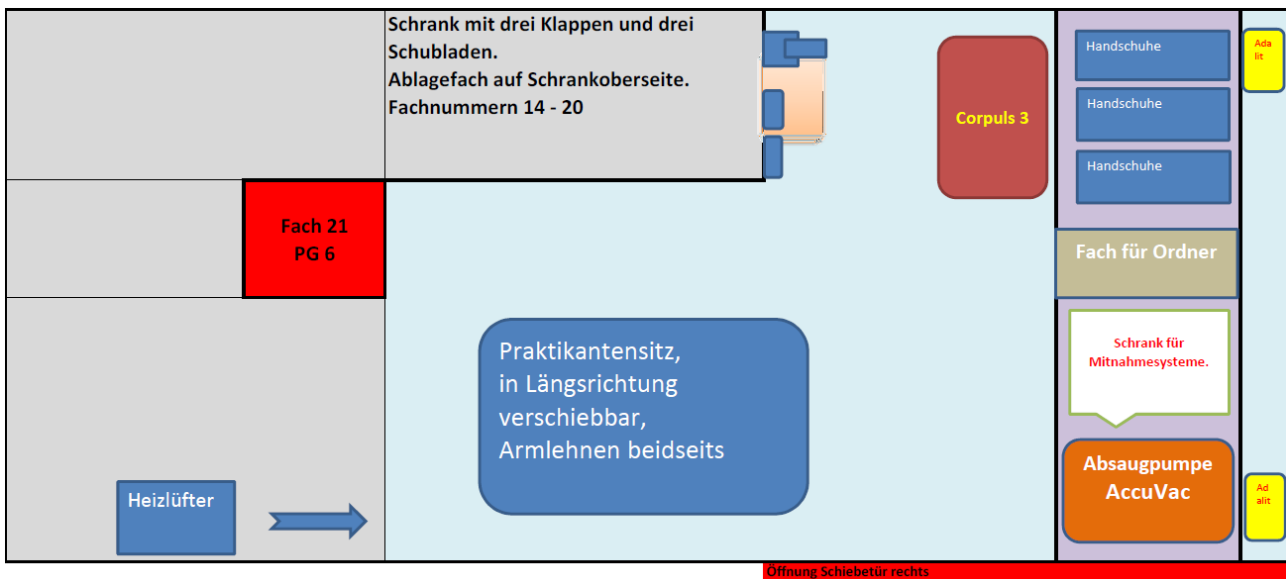 Schrank mit drei Klappen und drei
Schubladen.
Ablagefach auf Schrankoberseite.
Fachnummern 14 - 20
Corpuls 3
Handschuhe
Handschuhe
Handschuhe
Ada
lit
Fach 21
PG 6
Fach für Ordner
Praktikantensitz,
in Längsrichtung
verschiebbar,
Armlehnen beidseits
Schrank für
Mitnahmesysteme.
Heizlüfter
Absaugpumpe
AccuVac
Ad
alit
Öffnung Schiebetür rechts